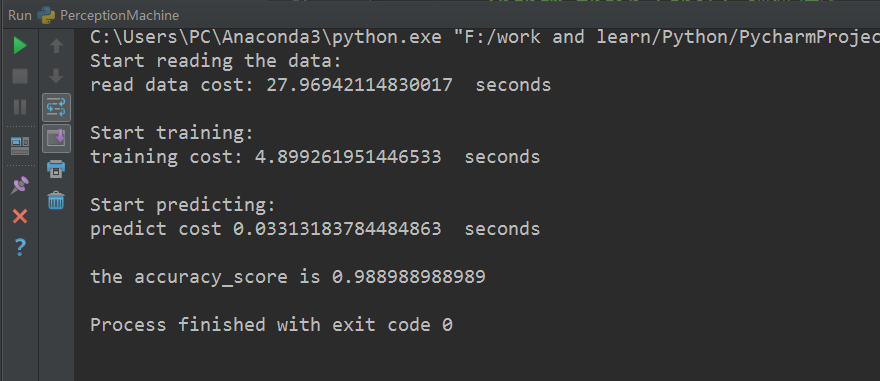 Run PerceptionMachine
C:\Users\PC\Anaconda3\python.exe "F:/work and learn/Python/PycharmProjec
Start reading the data:
read data cost: 27.96942114830017  seconds
Start training:
training cost: 4.899261951446533  seconds
Start predicting:
predict cost 0.03313183784484863  seconds
the accuracy_score is 0.988988988989
Process finished with exit code 0